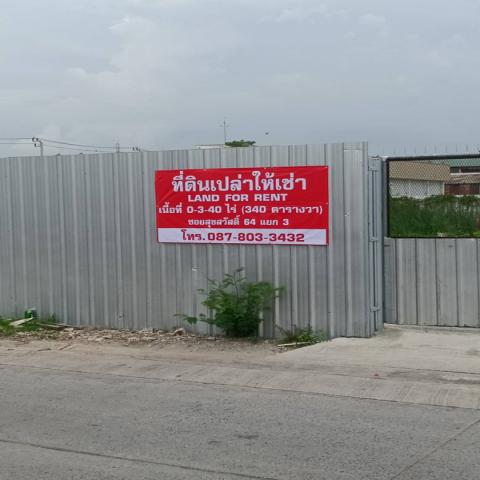 ที่ดินเปล่าให้เช่า
LAND FOR RENT
เนื้อที่ 0-3-40 ไร่ (340 ตารางวา)
ซอยสุขสวัสดิ์ 64 แยก 3
โทร. 087-803-3432